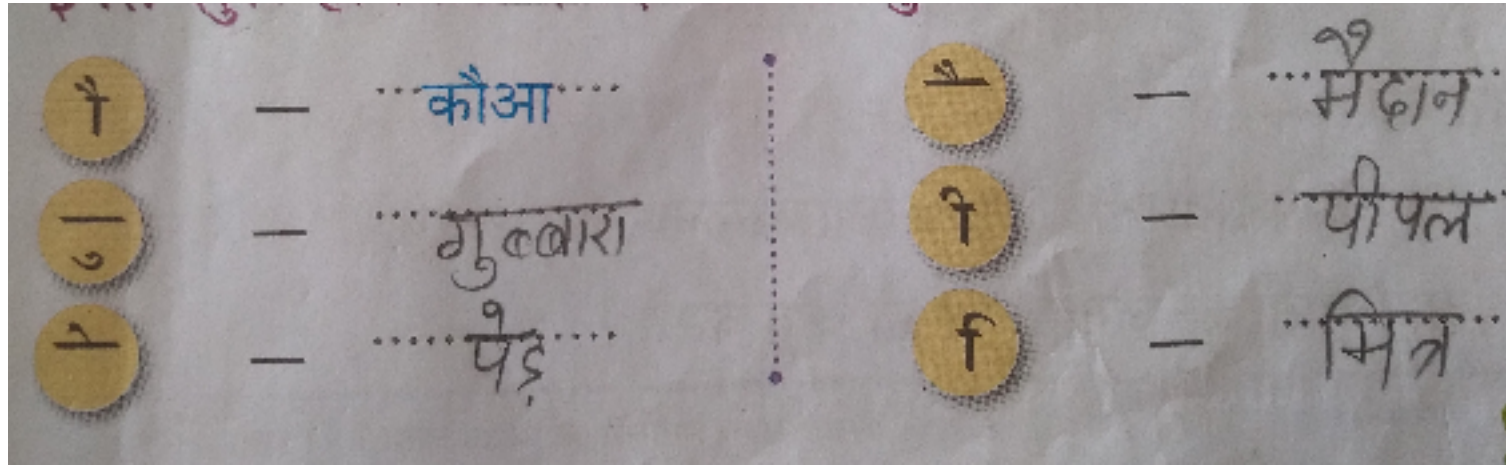 ौ — कौआ ै — मैदान
ु — गुब्बारा ी — पीपल
े — पेड़ ि — मित्र